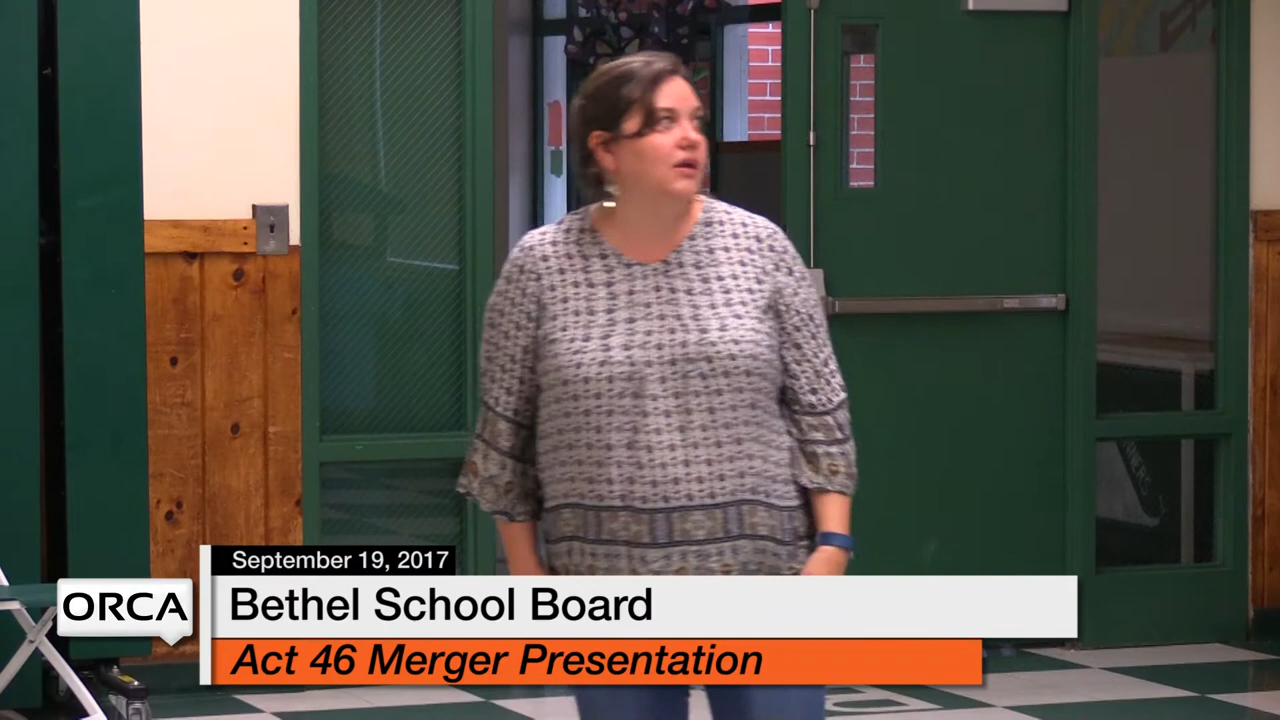 September 19, 2017
ORCA
Bethel School Board
Act 46 Merger Presentation